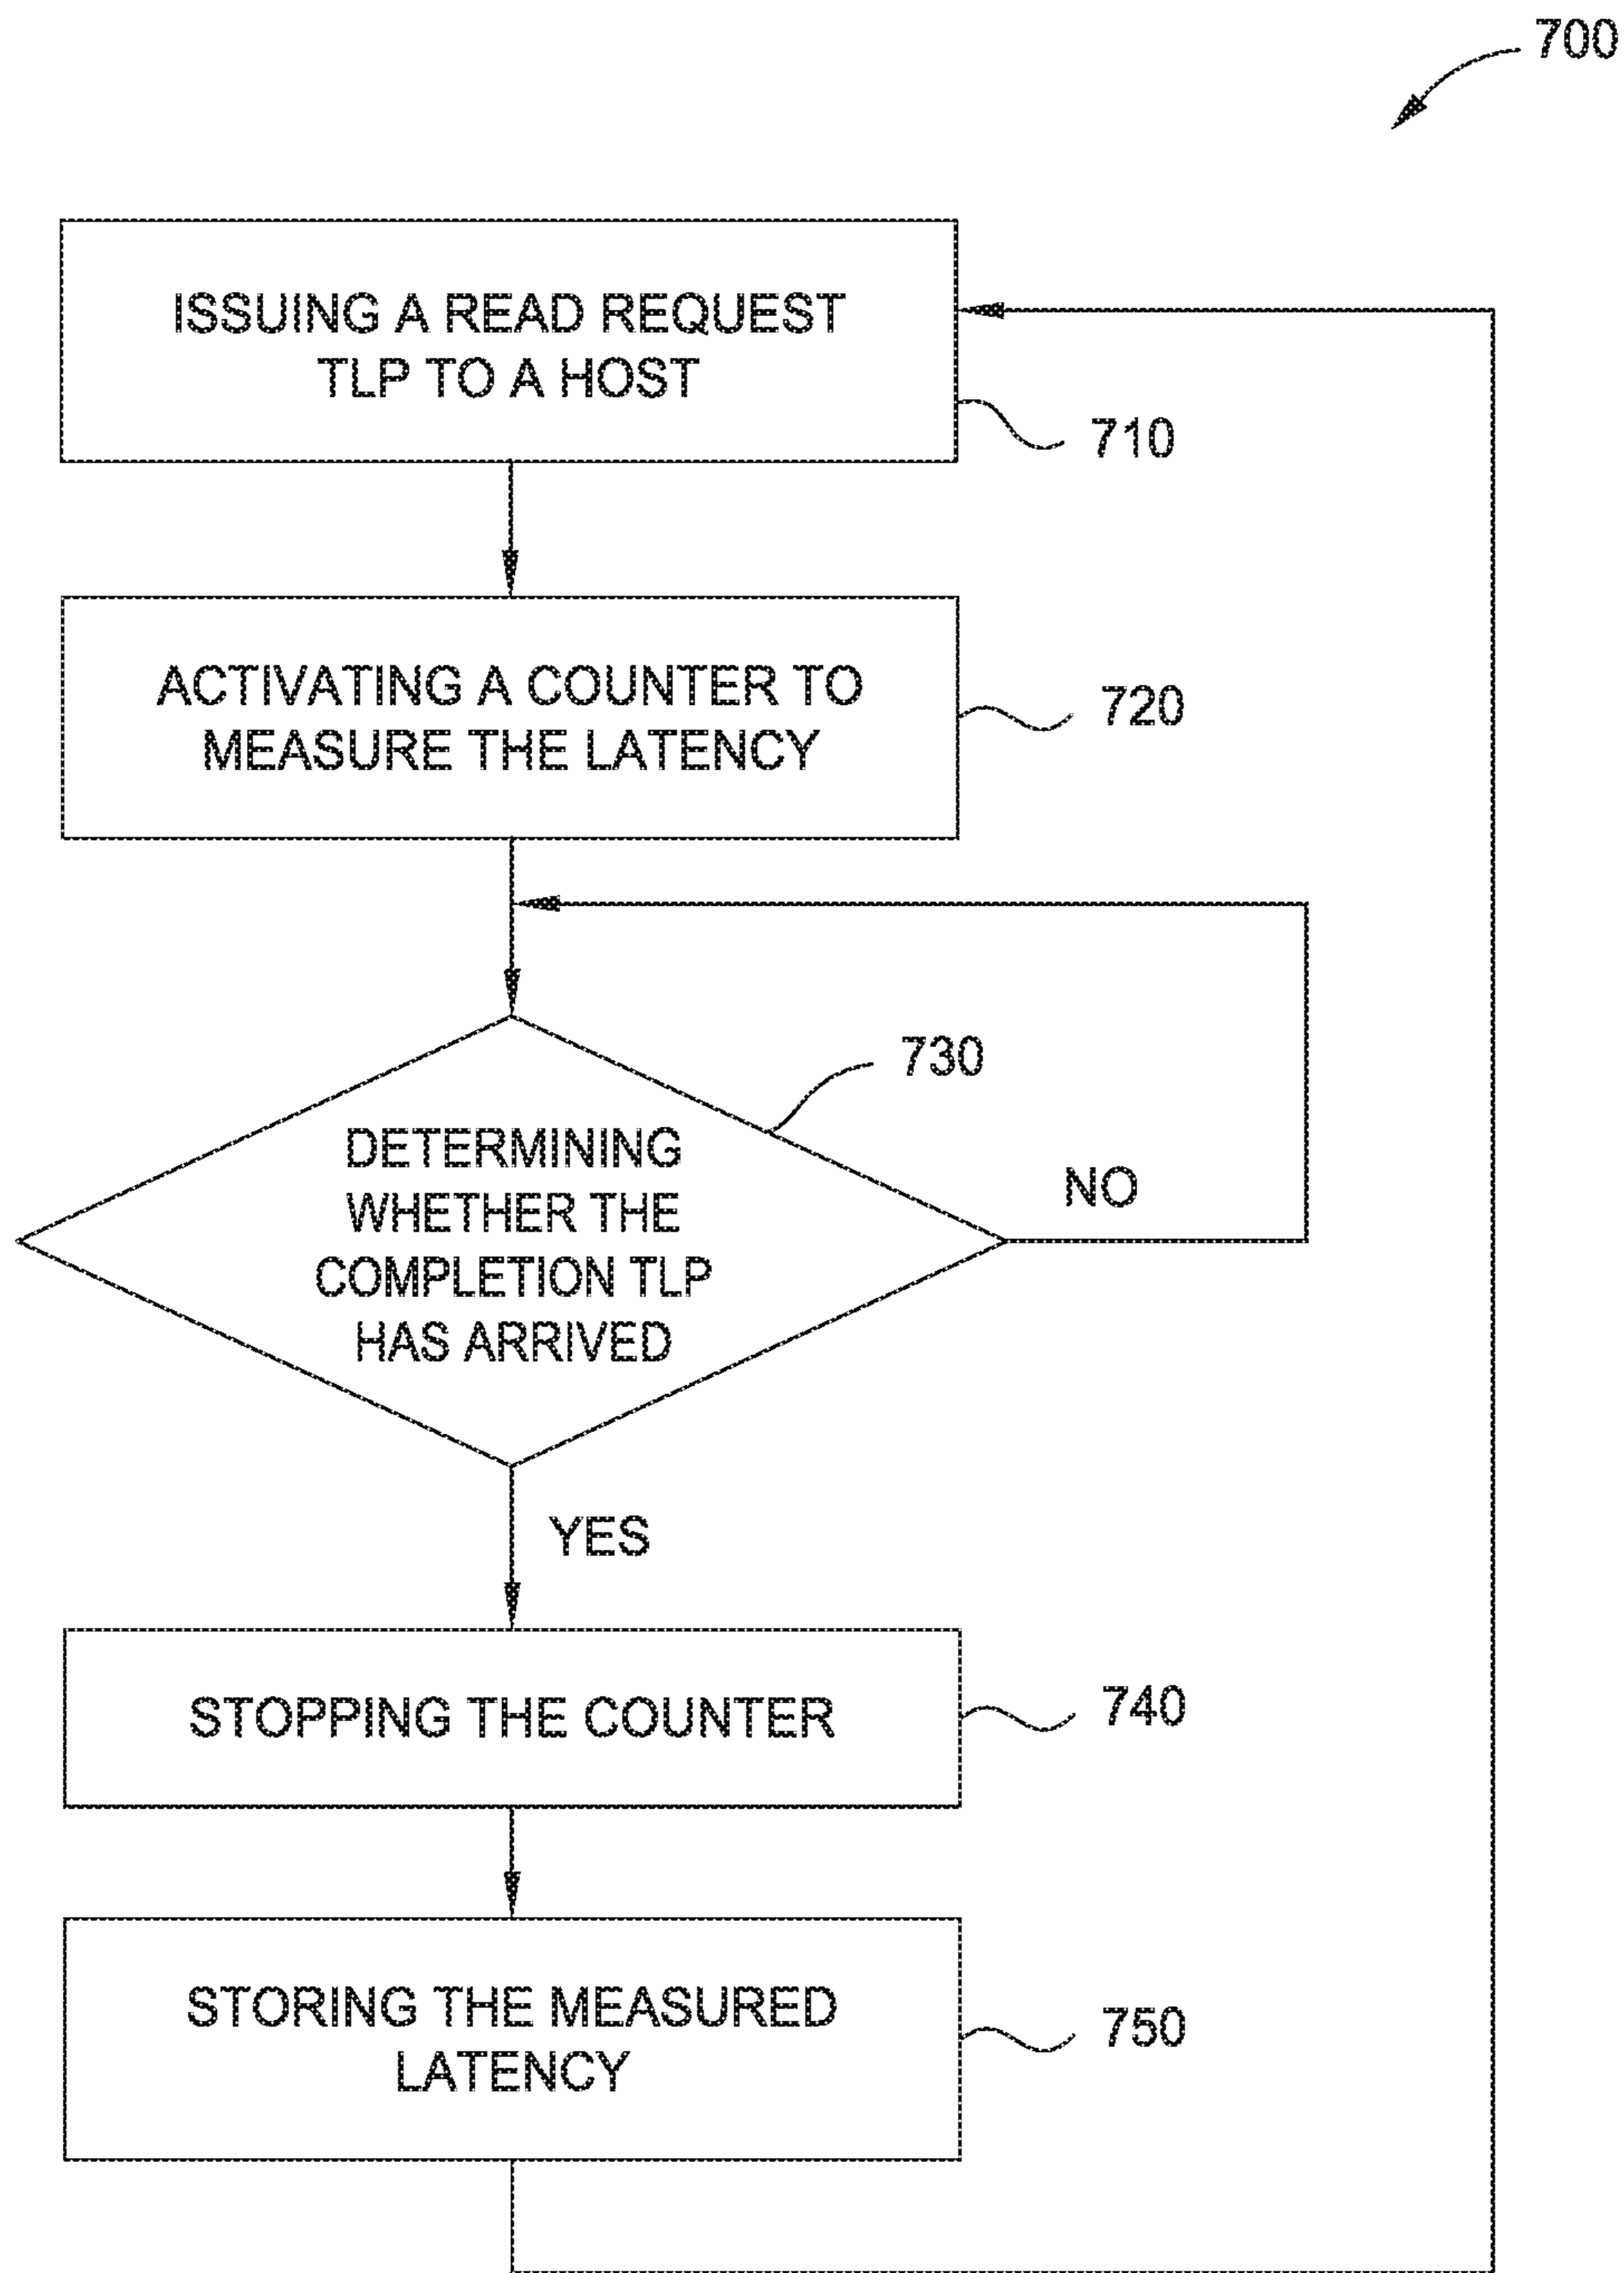 700
ISSUING A READ REQUEST
TLP TO A HOST
710
ACTIVATING A COUNTER TO
MEASURE THE LATENCY
720
730
DETERMINING
WHETHER THE
COMPLETION TLP
HAS ARRIVED
NO
YES
STOPPING THE COUNTER
740
STORING THE MEASURED
LATENCY
750